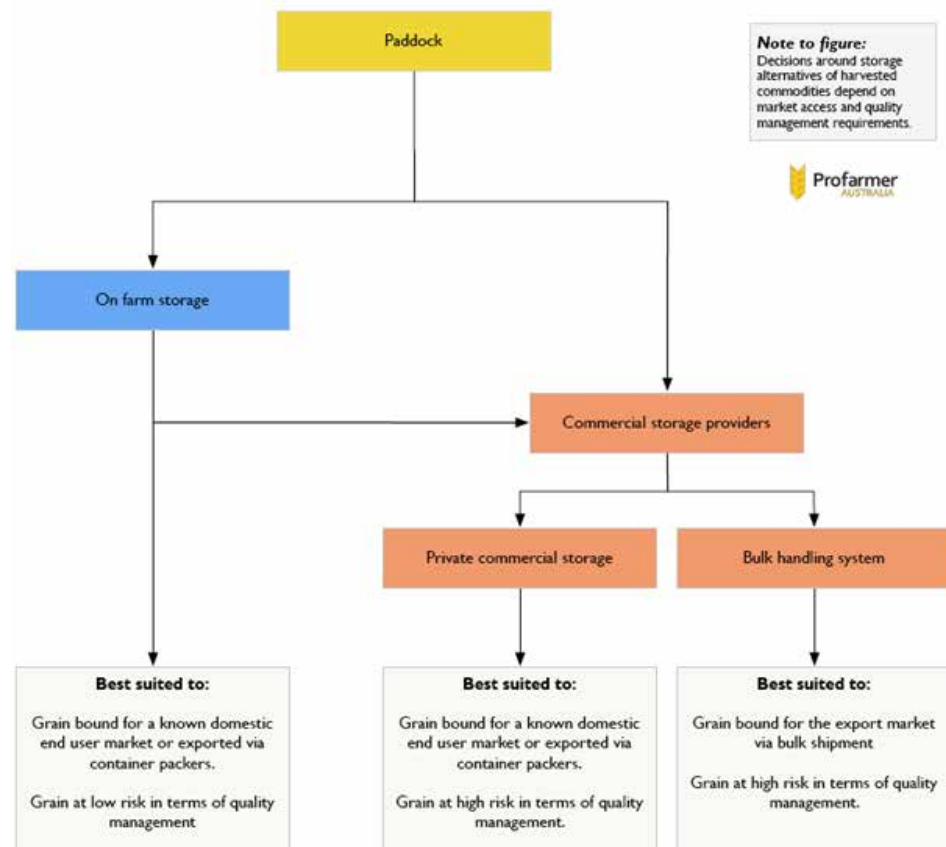 Paddock
Note to figure:
Decisions around storage
alternatives of harvested
commodities depend on
market access and quality
management requirements.
Profarmer
AUSTRALIA
On farm storage
Commercial storage providers
Private commercial storage
Bulk handling system
Best suited to:
Grain bound for a known domestic
end user market or exported via
container packers.
Grain at low risk in terms of quality
management
Best suited to:
Grain bound for a known domestic
end user market or exported via
container packers.
Grain at high risk in terms of quality
management.
Best suited to:
Grain bound for the export market
via bulk shipment
Grain at high risk in terms of quality
management.